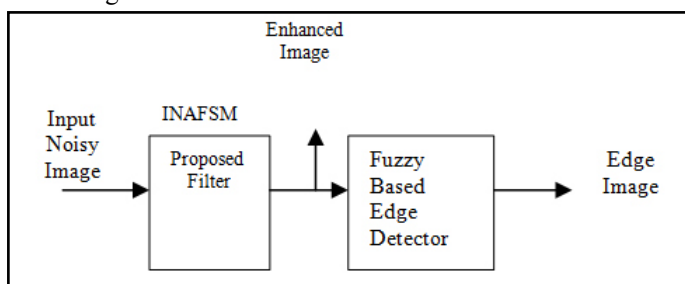 Enhanced
Image
Input
Noisy
Image
INAFSM
Proposed
Filter
Fuzzy
Based
Edge
Detector
Edge
Image